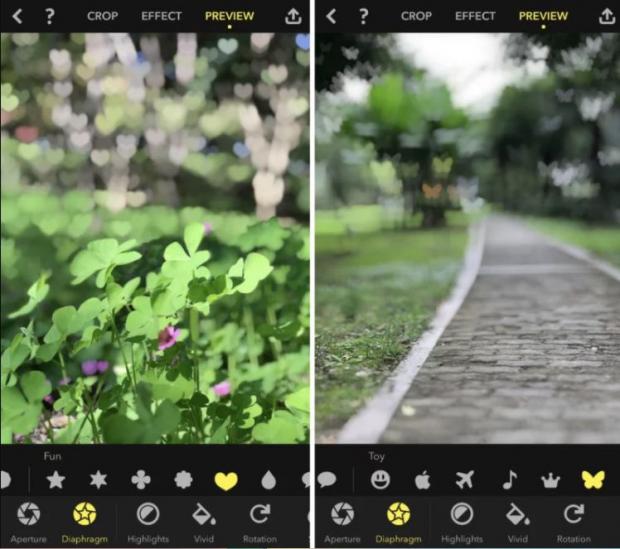 ? CROP EFFECT PREVIEW
Fun
Aperture Diaphragm Highlights Vivid Rotation
? CROP EFFECT PREVIEW
Toy
Aperture Diaphragm Highlights Vivid Rotation